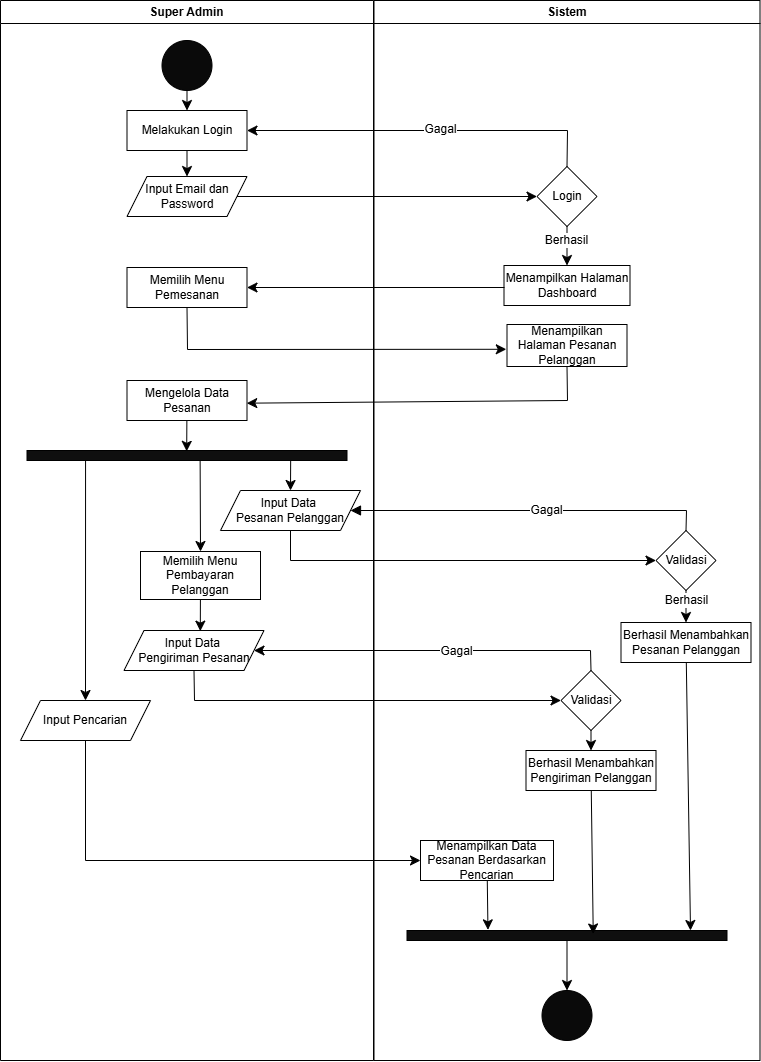 Super Admin
Sistem
Melakukan Login
Gagal
Input Email dan
Password
Login
Berhasil
Memilih Menu
Pemesanan
Menampilkan Halaman
Dashboard
Menampilkan
Halaman Pesanan
Pelanggan
Mengelola Data
Pesanan
Input Data
Pesanan Pelanggan
Gagal
Validasi
Memilih Menu
Pembayaran
Pelanggan
Berhasil
Input Data
Pengiriman Pesanan
Gagal
Berhasil Menambahkan
Pesanan Pelanggan
Validasi
Input Pencarian
Berhasil Menambahkan
Pengiriman Pelanggan
Menampilkan Data
Pesanan Berdasarkan
Pencarian